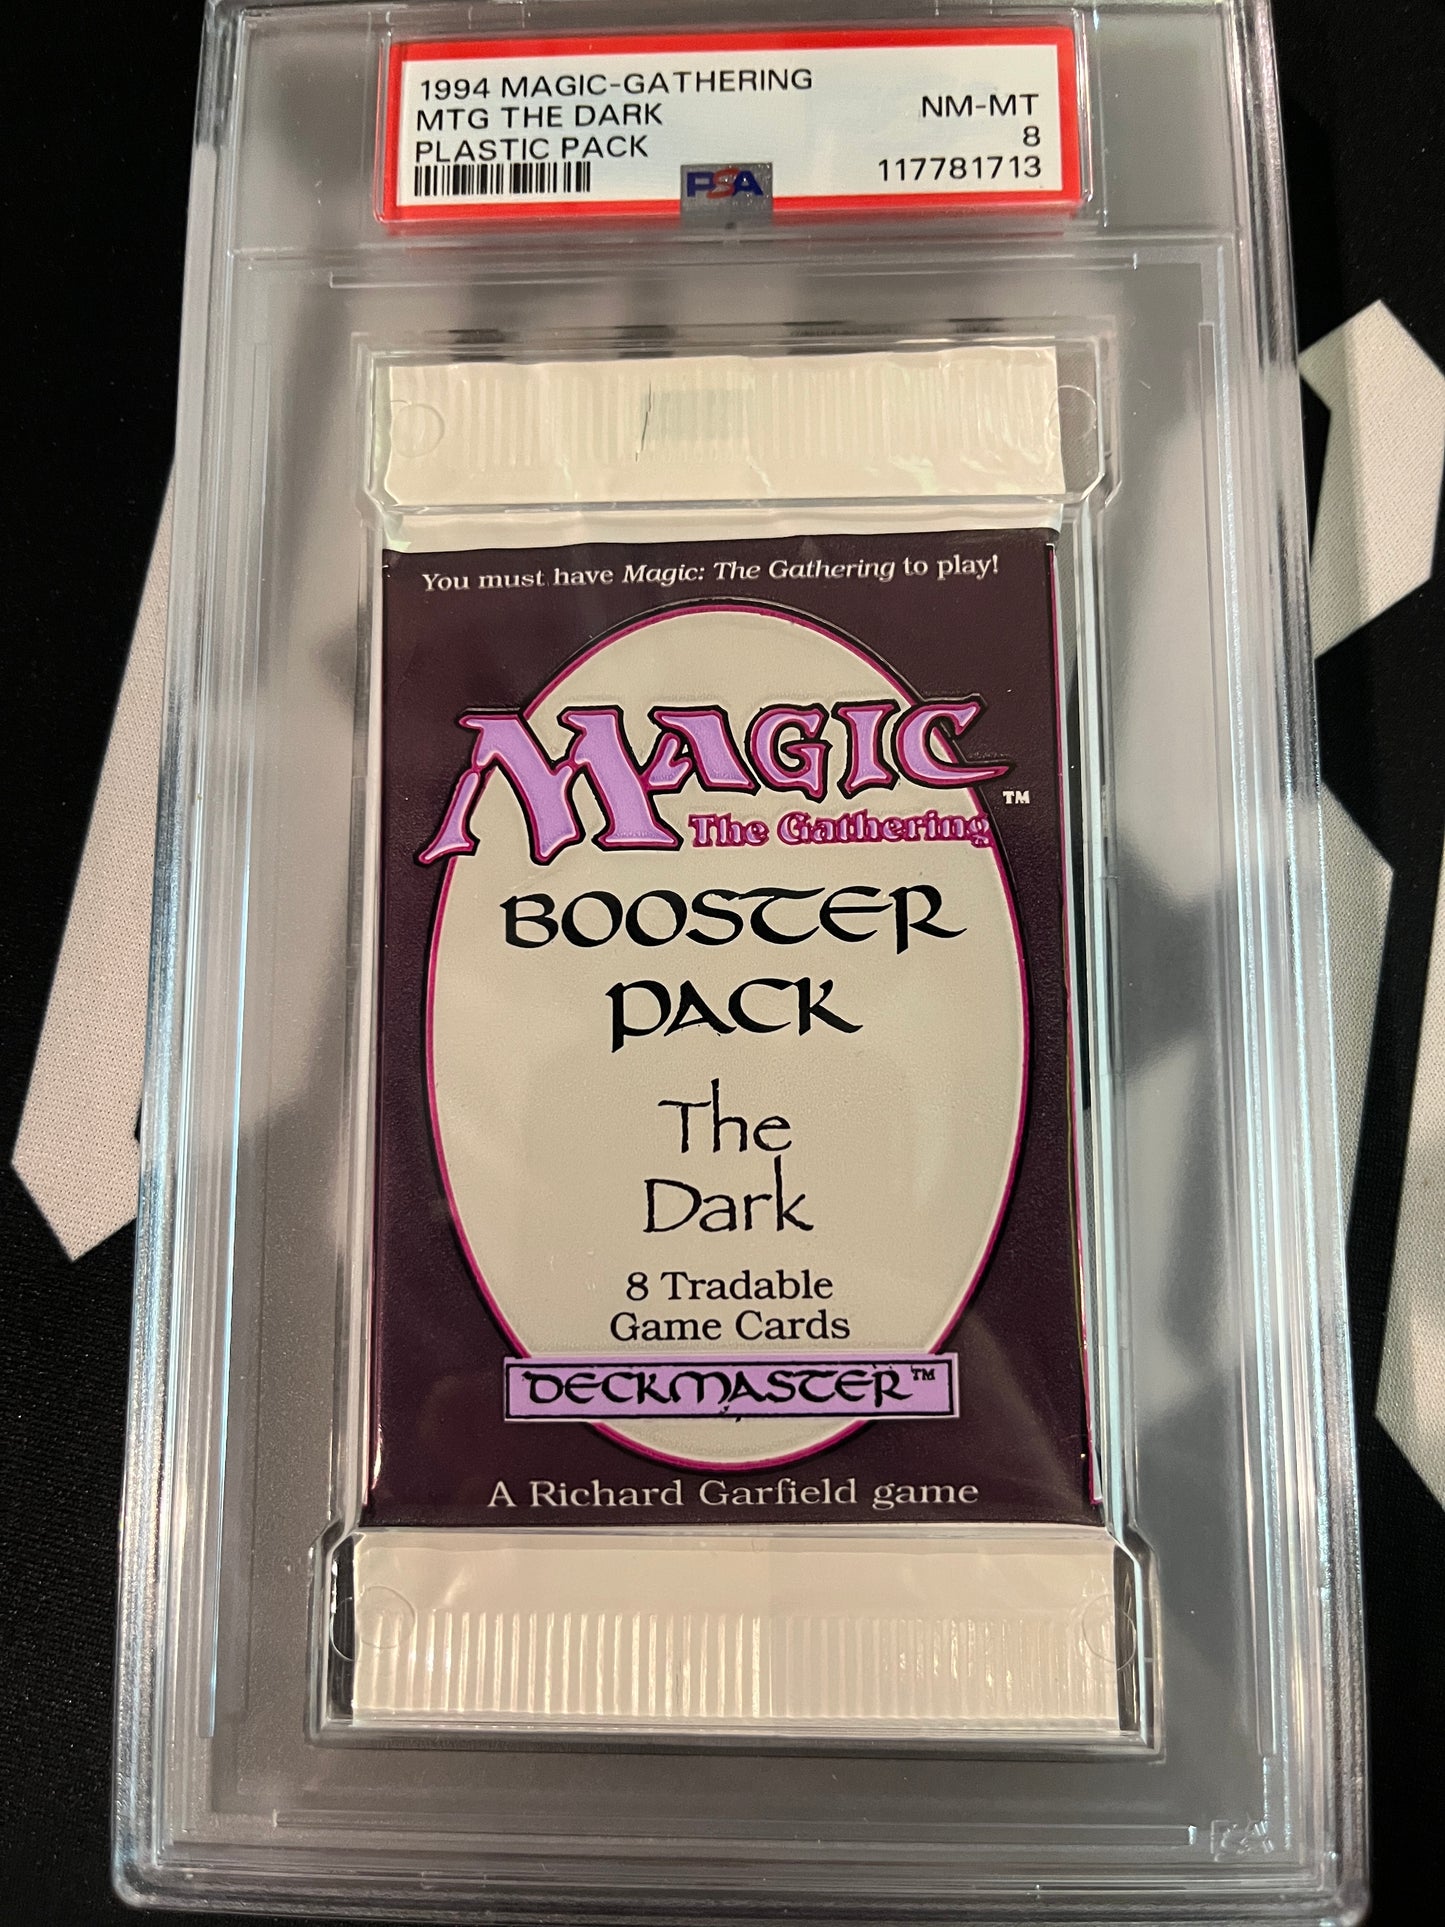 1994 MAGIC-GATHERING
MTG THE DARK
PLASTIC PACK
NM-MT
8
117781713
PSA
You must have Magic: The Gathering to play!
MAGIC ™
The Gathering
BOOSTER
PACK
The
Dark
8 Tradable
Game Cards
DECKMASTER™
A Richard Garfield game
PSA